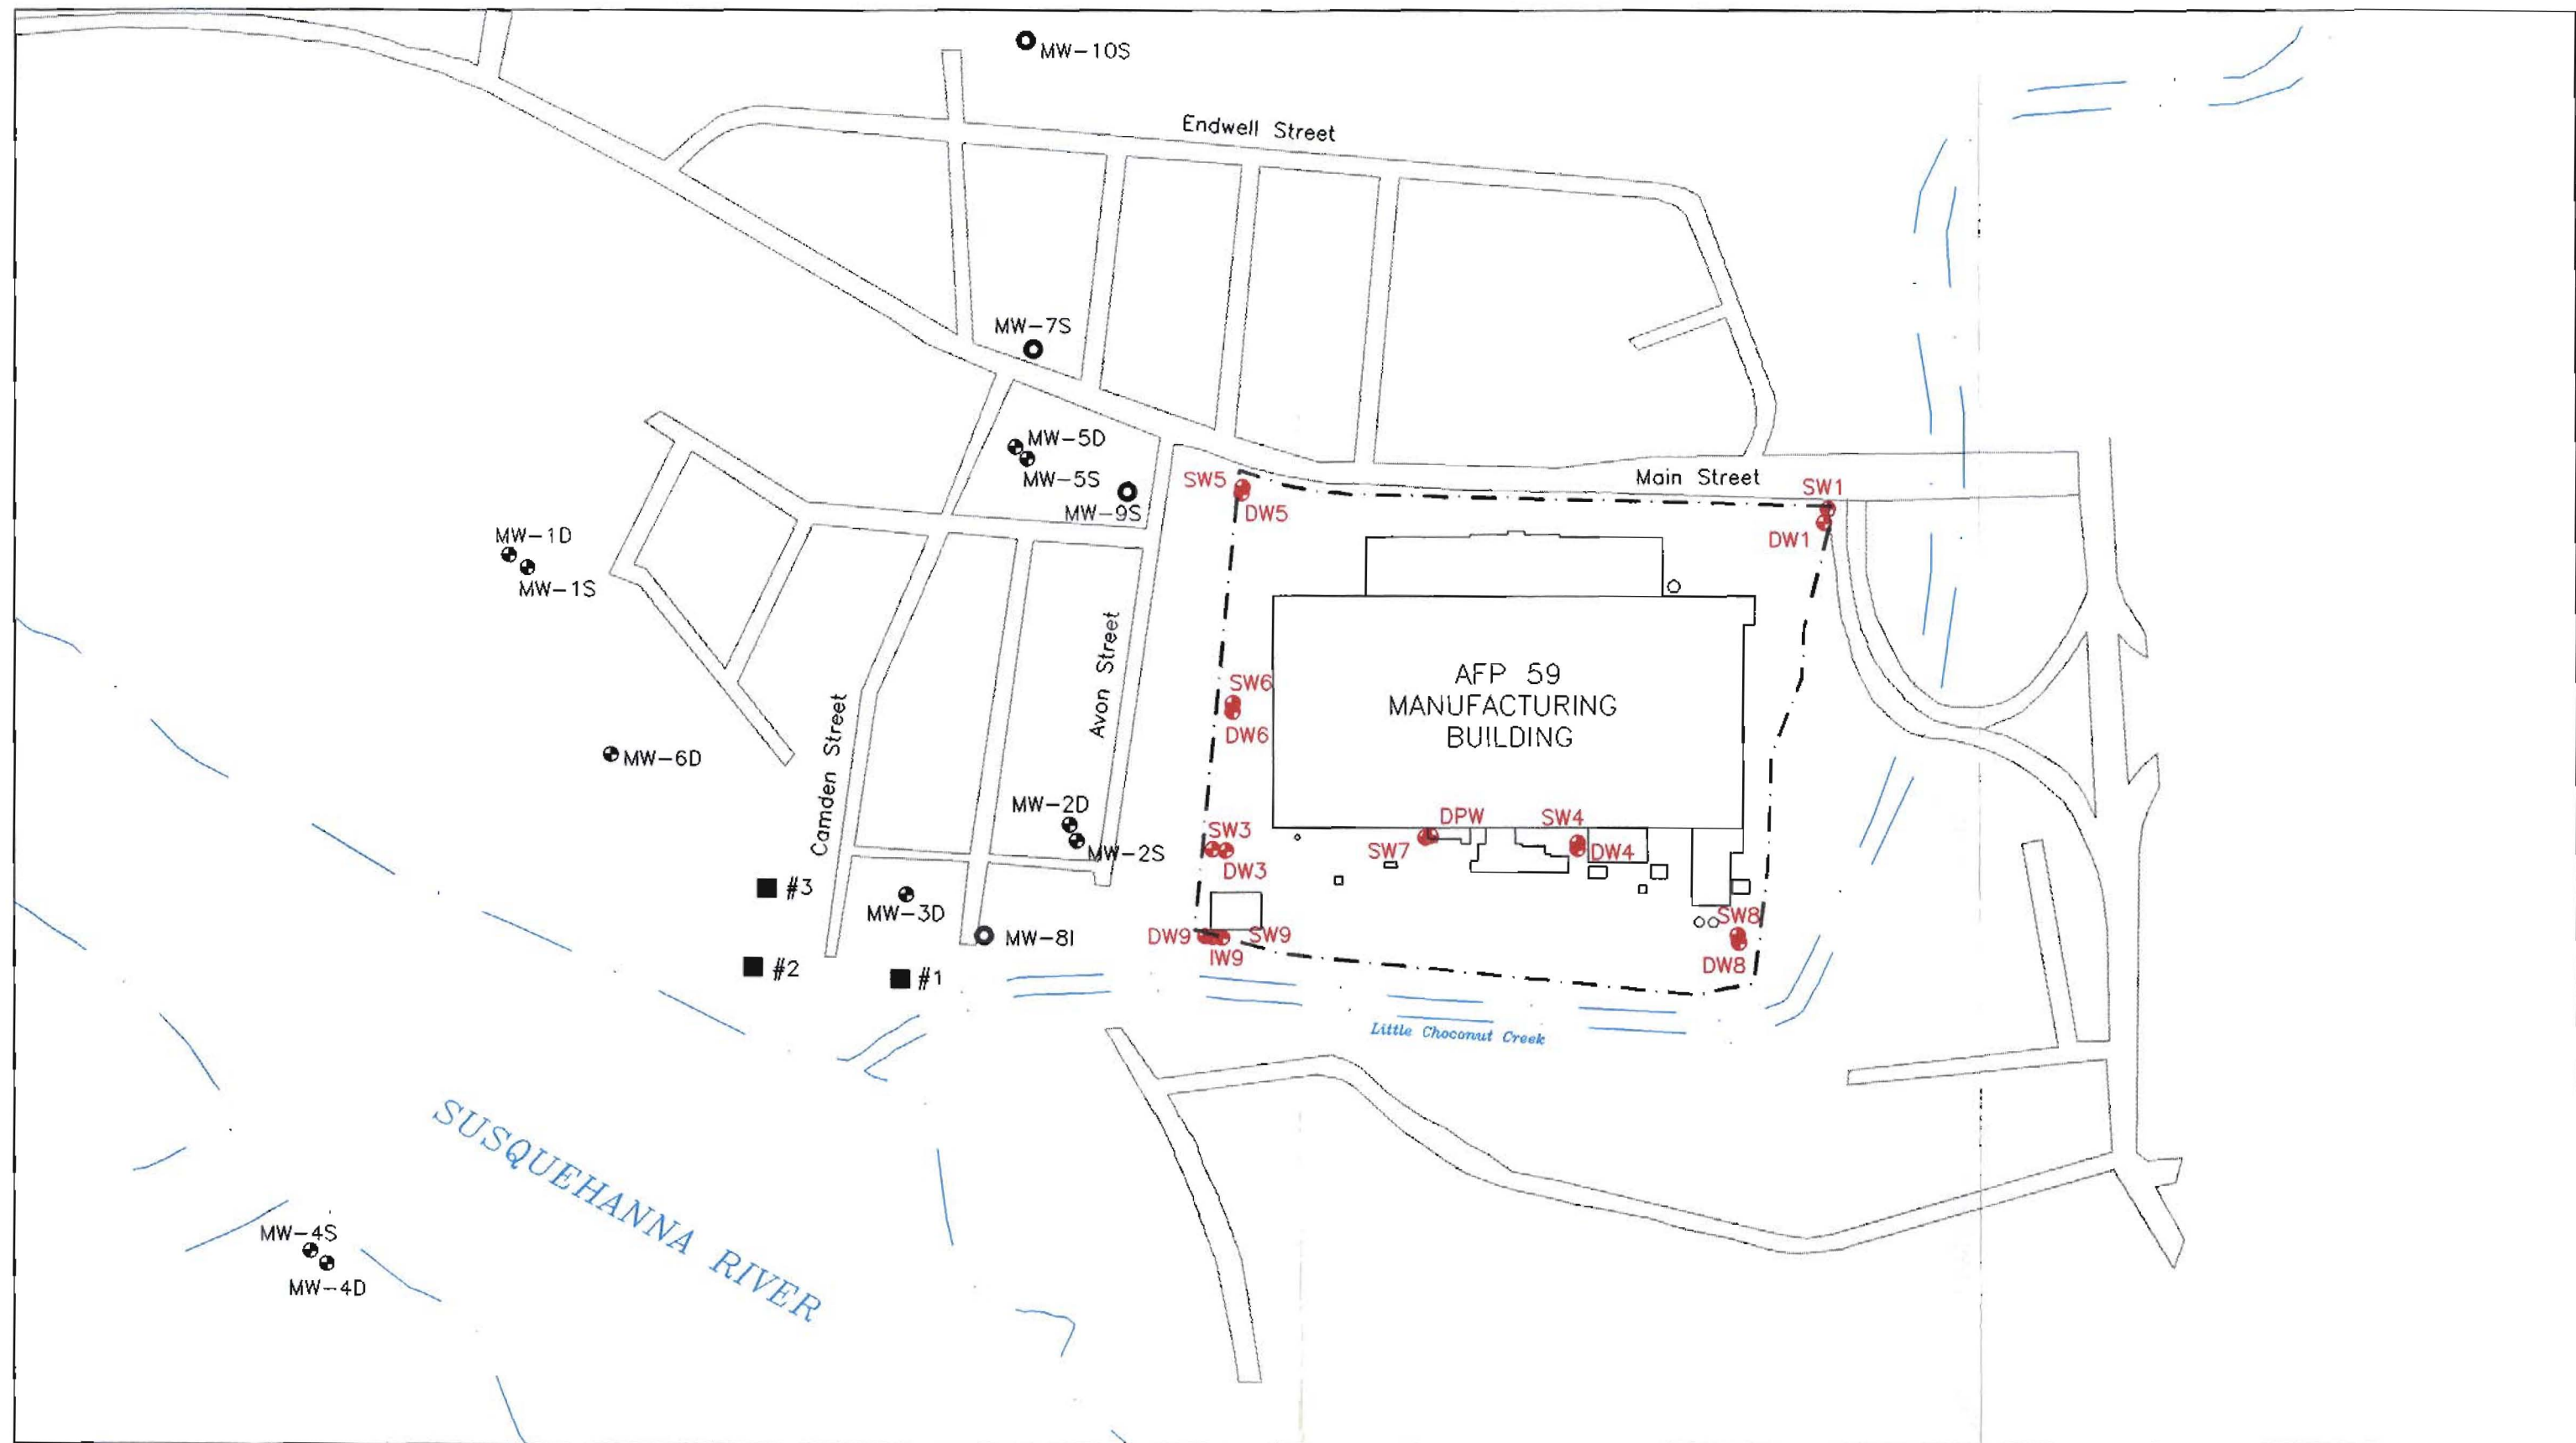 MW-10S
Endwell Street
MW-7S
MW-5D
MW-5S
MW-9S
Main Street
SW5
DW5
SW1
DW1
MW-1D
MW-1S
AFP 59
MANUFACTURING
BUILDING
Avon Street
SW6
DW6
Camden Street
MW-6D
MW-2D
MW-2S
SW3
DW3
DPW
SW7
SW4
DW4
#3
MW-3D
MW-8I
#2
#1
DW9
SW9
IW9
SW8
DW8
Little Choconut Creek
SUSQUEHANNA RIVER
MW-4S
MW-4D